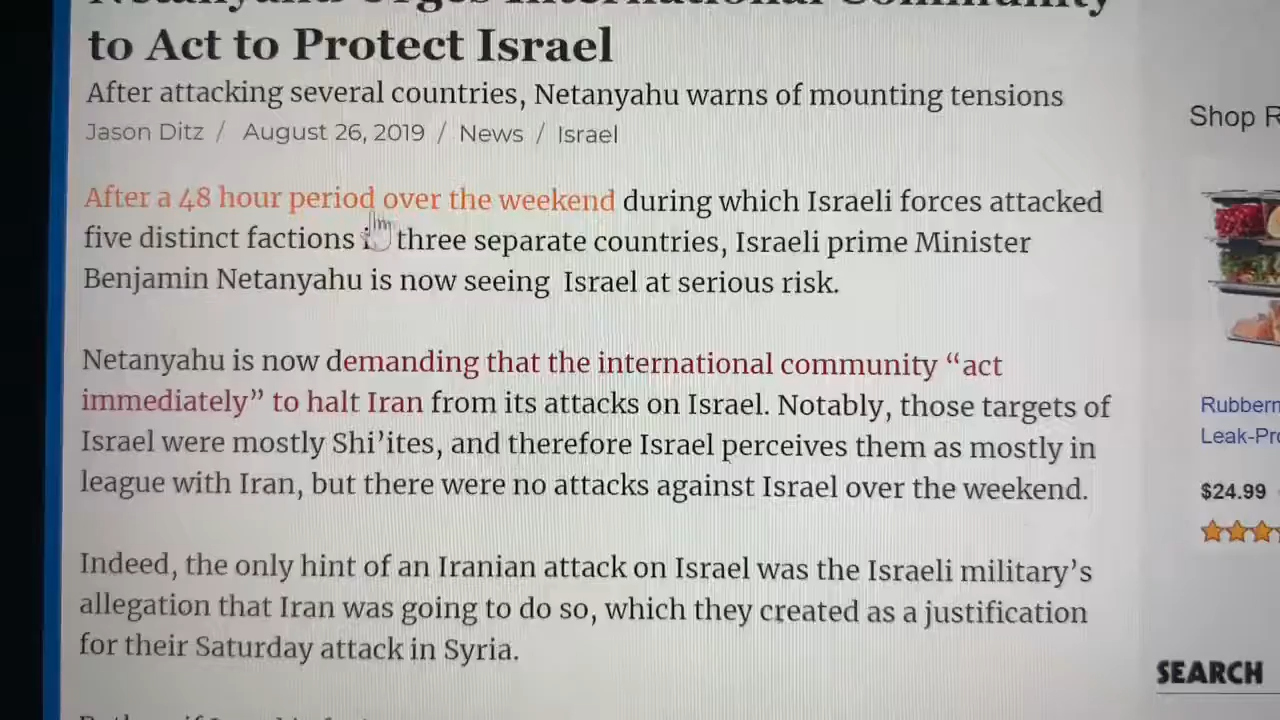 Netanyahu Urges International Community
to Act to Protect Israel
After attacking several countries, Netanyahu warns of mounting tensions
Jason Ditz / August 26, 2019 / News / Israel
After a 48 hour period over the weekend during which Israeli forces attacked
five distinct factions three separate countries, Israeli prime Minister
Benjamin Netanyahu is now seeing Israel at serious risk.
Netanyahu is now demanding that the international community “act
immediately” to halt Iran from its attacks on Israel. Notably, those targets of
Israel were mostly Shi’ites, and therefore Israel perceives them as mostly in
league with Iran, but there were no attacks against Israel over the weekend.
Indeed, the only hint of an Iranian attack on Israel was the Israeli military’s
allegation that Iran was going to do so, which they created as a justification
for their Saturday attack in Syria.
Shop R
Rubberm
Leak-Pro
$24.99
SEARCH